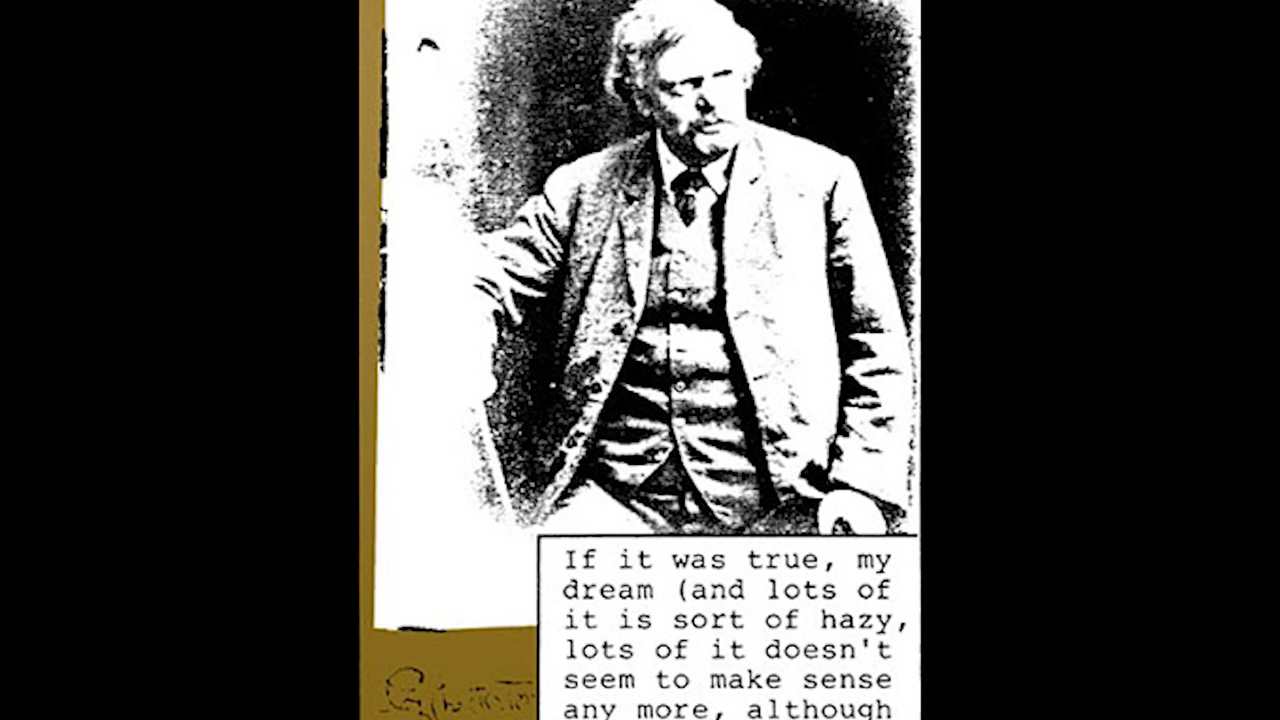 If it was true, my
dream (and lots of
it is sort of hazy,
lots of it doesn't
seem to make sense
any more, although